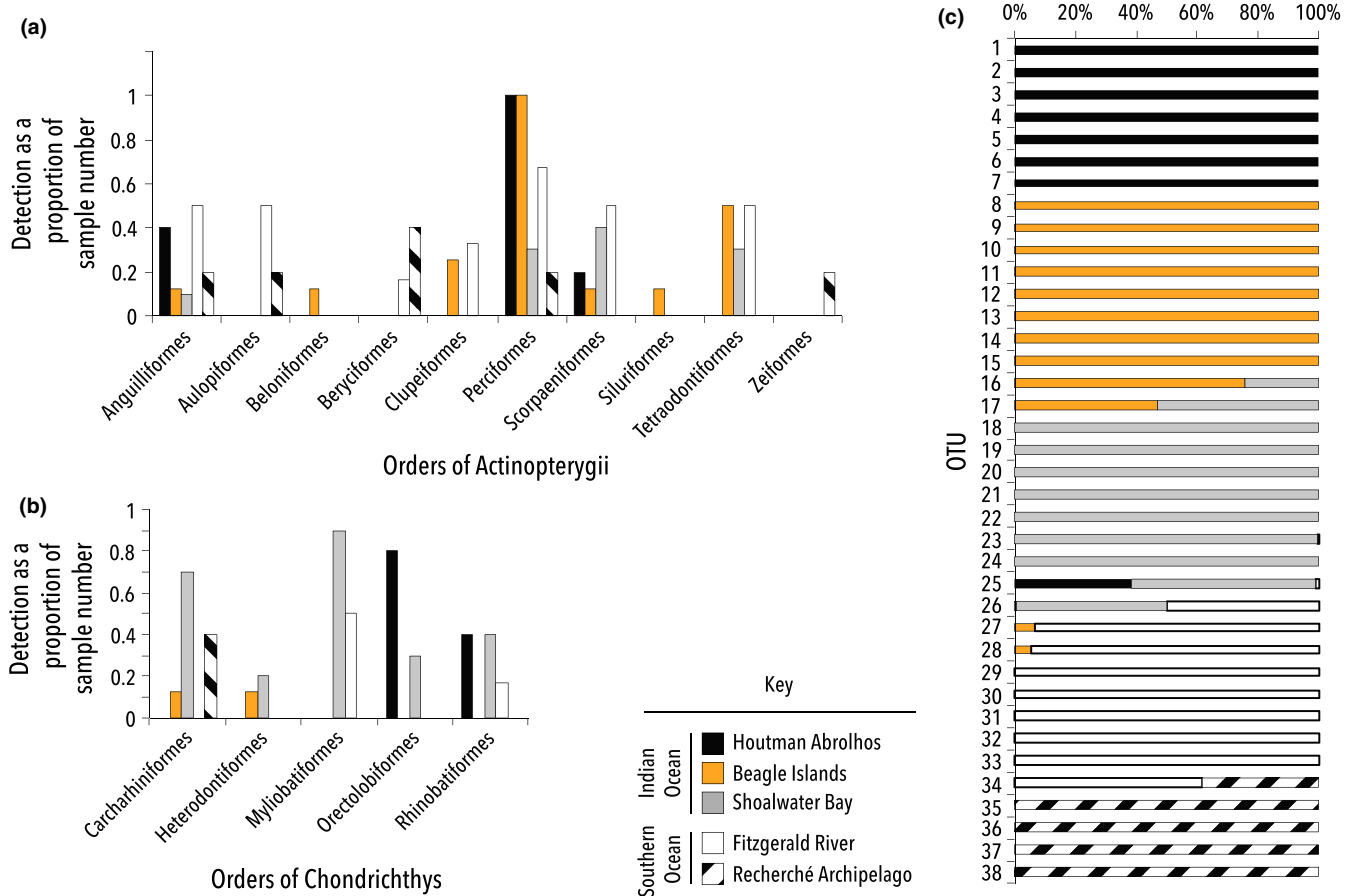 (a)
Detection as a
proportion of
sample number
1
0.8
0.6
0.4
0.2
0
Anguilliformes
Aulopiformes
Beloniformes
Beryciformes
Clupeiformes
Perciformes
Scorpaeniformes
Siluriformes
Tetraodontiformes
Zeiformes
Orders of Actinopterygii
(b)
Detection as a
proportion of
sample number
1
0.8
0.6
0.4
0.2
0
Carcharhiniformes
Heterodontiformes
Myliobatiformes
Orectolobiformes
Rhinobatiformes
Orders of Chondrichthys
Key
Indian
Ocean
Houtman Abrolhos
Beagle Islands
Shoalwater Bay
Southern
Ocean
Fitzgerald River
Recherché Archipelago
(c)
0% 20% 40% 60% 80% 100%
OTU
1
2
3
4
5
6
7
8
9
10
11
12
13
14
15
16
17
18
19
20
21
22
23
24
25
26
27
28
29
30
31
32
33
34
35
36
37
38